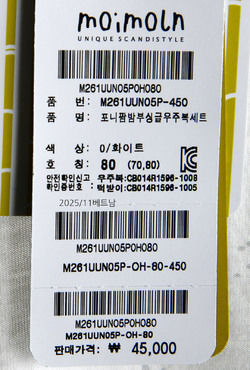 moimoln
UNIQUE SCANDISTYLE
M261UUN05POH080
품 번: M261UUN05P-450
품 명: 포니팜밤부싱글우주복세트
색 상: 0/화이트
호 칭: 80 (70,80)
안전확인신고 우주복:CB014R1596-1008
확인증번호 : 턱받이:CB014R1596-1005
2025/11베트남
M261UUN05POH080
M261UUN05P-OH-80-450
M261UUN05POH080
M261UUN05P-OH-80
판매가격: ₩ 45,000